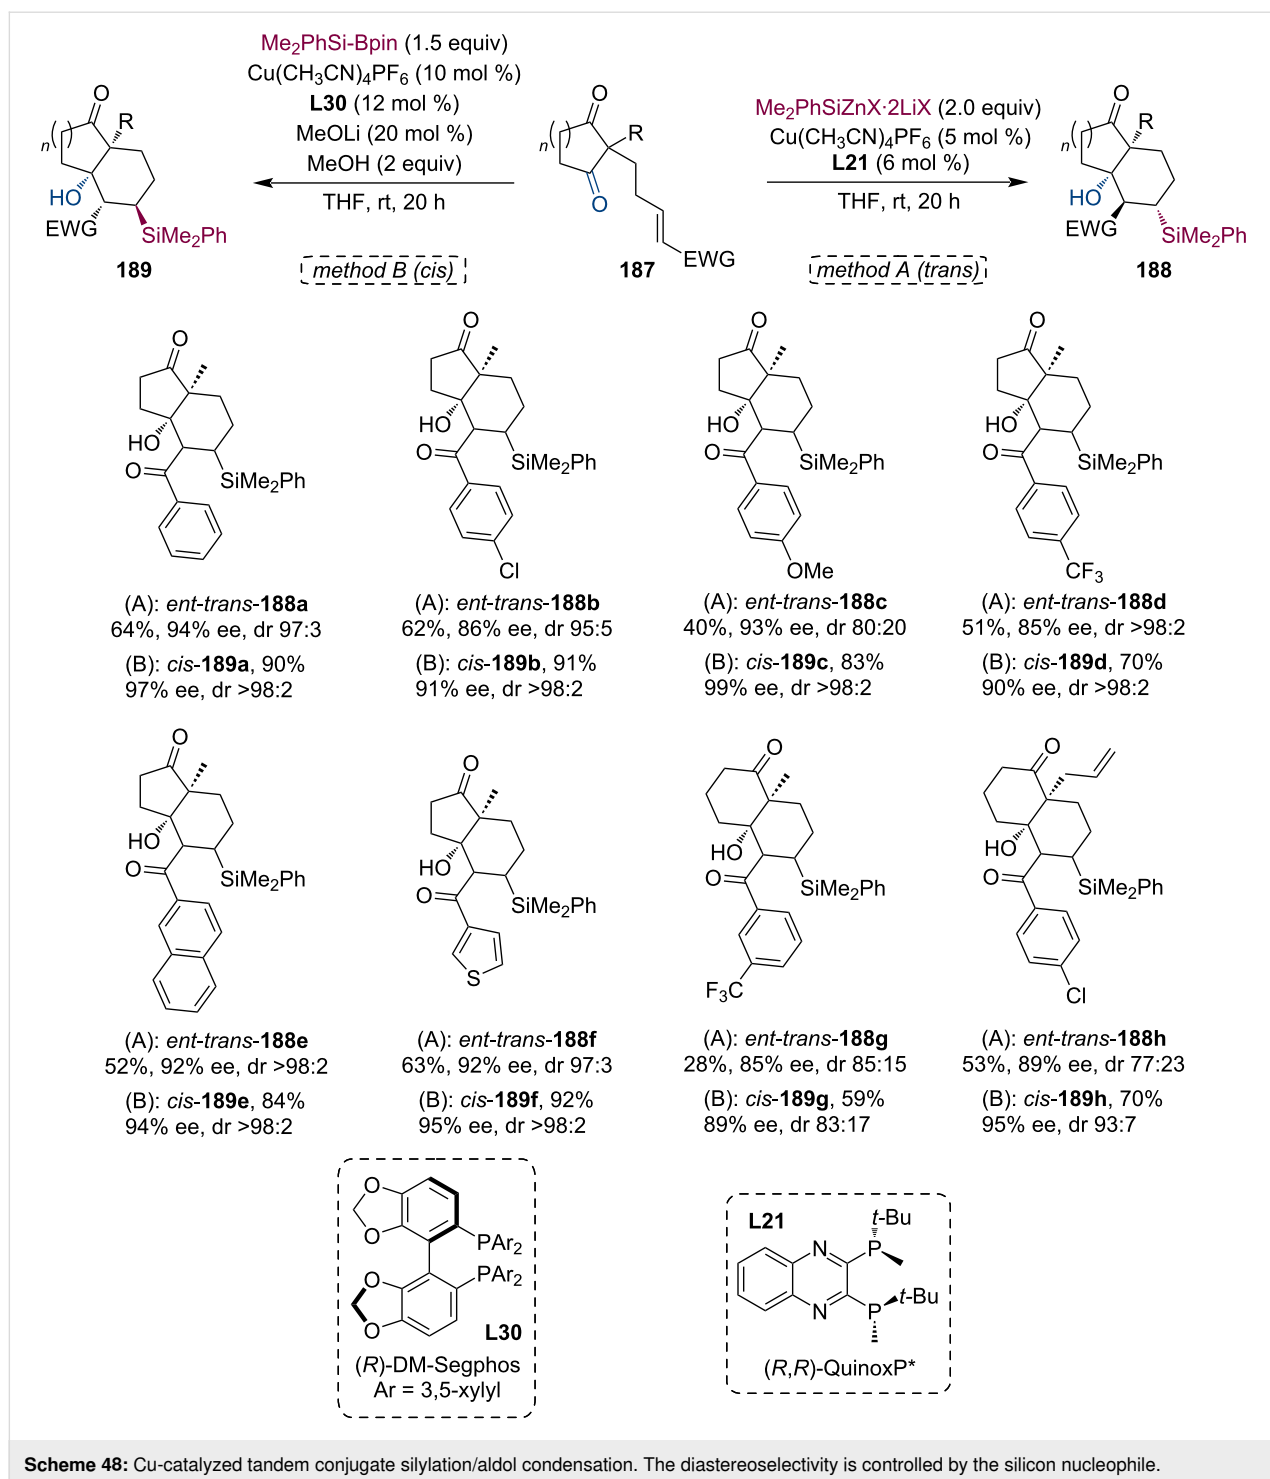 Me2PhSi-Bpin (1.5 equiv)
Cu(CH3CN)4PF6 (10 mol %)
L30 (12 mol %)
MeOLi (20 mol %)
MeOH (2 equiv)
THF, rt, 20 h
method B (cis)
O
R
n
HO
EWG
SiMe2Ph
189
O
R
n
O
EWG
187
Me2PhSiZnX·2LiX (2.0 equiv)
Cu(CH3CN)4PF6 (5 mol %)
L21 (6 mol %)
THF, rt, 20 h
method A (trans)
O
R
n
HO
EWG
SiMe2Ph
188
O
HO
O
SiMe2Ph
(A): ent-trans-188a
64%, 94% ee, dr 97:3
(B): cis-189a, 90%
97% ee, dr >98:2
O
HO
O
SiMe2Ph
Cl
(A): ent-trans-188b
62%, 86% ee, dr 95:5
(B): cis-189b, 91%
91% ee, dr >98:2
O
HO
O
SiMe2Ph
OMe
(A): ent-trans-188c
40%, 93% ee, dr 80:20
(B): cis-189c, 83%
99% ee, dr >98:2
O
HO
O
SiMe2Ph
CF3
(A): ent-trans-188d
51%, 85% ee, dr >98:2
(B): cis-189d, 70%
90% ee, dr >98:2
O
HO
O
SiMe2Ph
(A): ent-trans-188e
52%, 92% ee, dr >98:2
(B): cis-189e, 84%
94% ee, dr >98:2
O
HO
O
SiMe2Ph
S
(A): ent-trans-188f
63%, 92% ee, dr 97:3
(B): cis-189f, 92%
95% ee, dr >98:2
O
HO
O
SiMe2Ph
F3C
(A): ent-trans-188g
28%, 85% ee, dr 85:15
(B): cis-189g, 59%
89% ee, dr 83:17
O
HO
O
SiMe2Ph
Cl
(A): ent-trans-188h
53%, 89% ee, dr 77:23
(B): cis-189h, 70%
95% ee, dr 93:7
O
O
PAr2
O
PAr2
O
L30
(R)-DM-Segphos
Ar = 3,5-xylyl
L21
t-Bu
N
P
t-Bu
N
P
(R,R)-QuinoxP*
Scheme 48: Cu-catalyzed tandem conjugate silylation/aldol condensation. The diastereoselectivity is controlled by the silicon nucleophile.